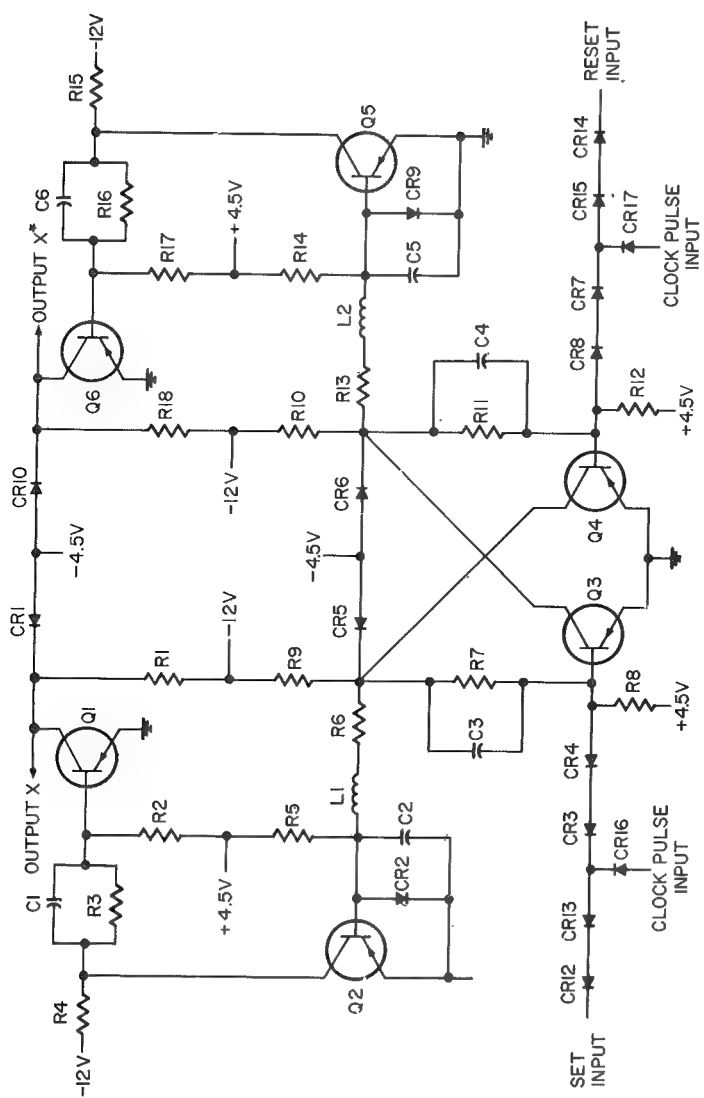 -12V
R4
C1
R3
OUTPUT X
Q1
CR1
CR10
OUTPUT X*
C6
R16
R15
-12V
Q6
-4.5V
R2
R1
-12V
R18
R17
+4.5V
R5
R9
-12V
R10
+4.5V
R14
Q2
CR2
C2
L1
R6
CR5
-4.5V
CR6
R13
L2
C5
CR9
Q5
C3
R7
R11
C4
Q3
Q4
SET
INPUT
CR12
CR13
CR16
CLOCK PULSE
INPUT
CR3
CR4
R8
+4.5V
R12
+4.5V
CR8
CR7
CR17
CLOCK PULSE
INPUT
CR15
CR14
RESET
INPUT